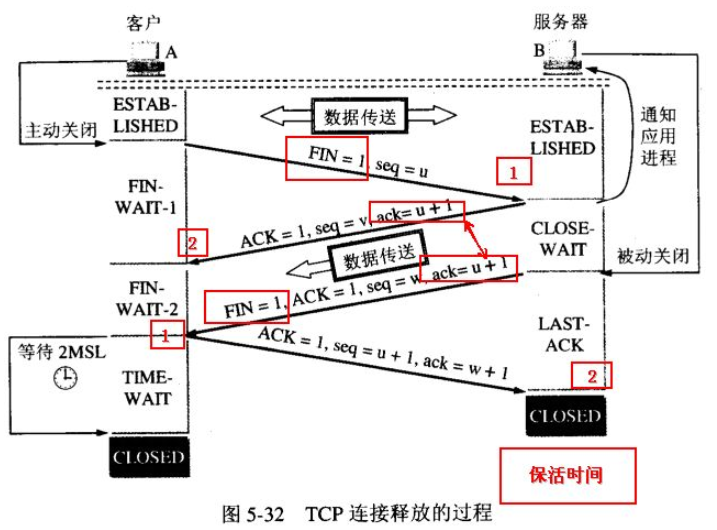 客户
服务器
A
B
ESTAB-
LISHED
主动关闭
数据传送
ESTAB-
LISHED
通知
应用
进程
FIN = 1, seq = u
1
FIN-
WAIT-1
2
ACK = 1, seq = v, ack= u + 1
CLOSE-
WAIT
数据传送
被动关闭
FIN-
WAIT-2
FIN = 1, ACK = 1, seq = w, ack= u + 1
1
LAST-
ACK
ACK = 1, seq = u + 1, ack = w + 1
等待 2MSL
TIME-
WAIT
2
CLOSED
CLOSED
保活时间
图 5-32 TCP 连接释放的过程